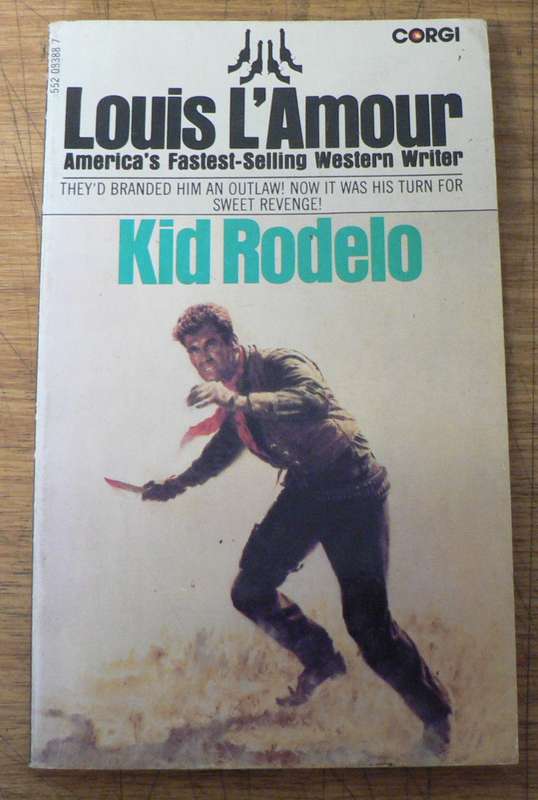 552 09388 7
CORGI
Louis L'Amour
America's Fastest-Selling Western Writer
THEY'D BRANDED HIM AN OUTLAW! NOW IT WAS HIS TURN FOR
SWEET REVENGE!
Kid Rodelo